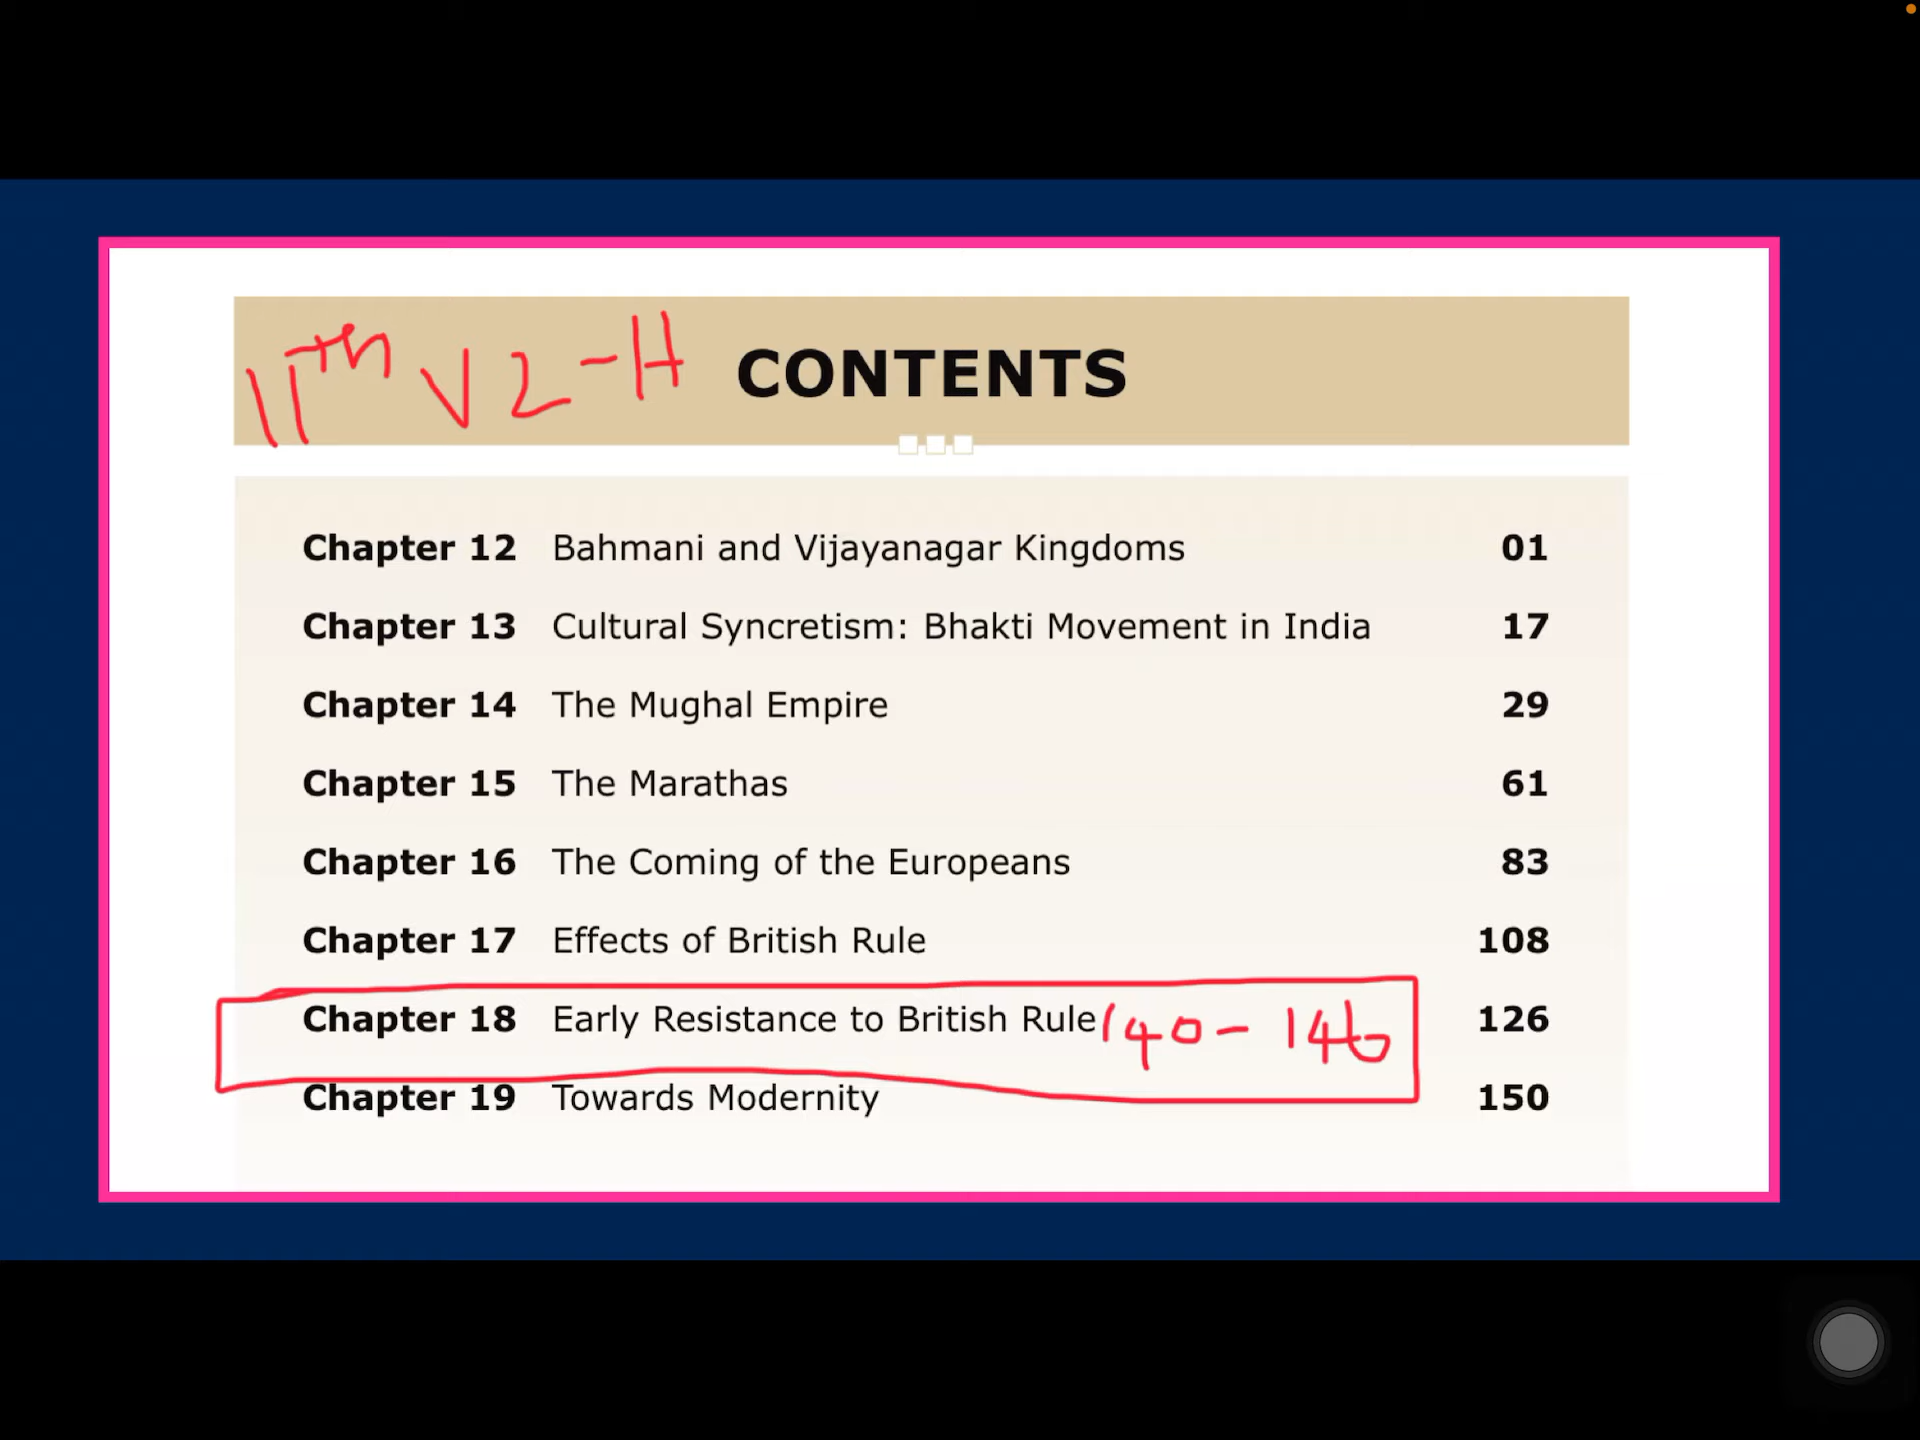 11th V2-H CONTENTS
Chapter 12 Bahmani and Vijayanagar Kingdoms 01
Chapter 13 Cultural Syncretism: Bhakti Movement in India 17
Chapter 14 The Mughal Empire 29
Chapter 15 The Marathas 61
Chapter 16 The Coming of the Europeans 83
Chapter 17 Effects of British Rule 108
Chapter 18 Early Resistance to British Rule 140-146 126
Chapter 19 Towards Modernity 150